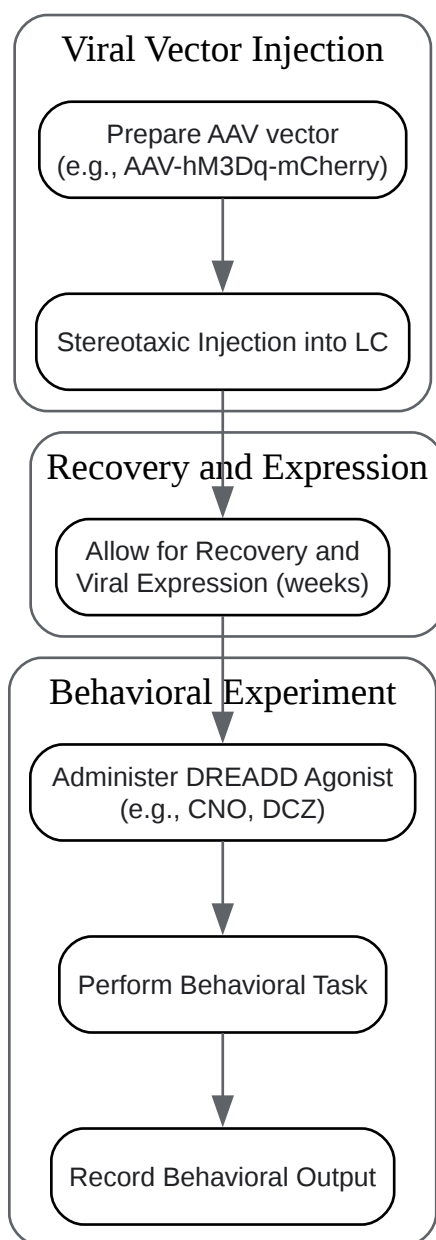 Viral Vector Injection
Prepare AAV vector
(e.g., AAV-hM3Dq-mCherry)
Stereotaxic Injection into LC
Recovery and Expression
Allow for Recovery and
Viral Expression (weeks)
Behavioral Experiment
Administer DREADD Agonist
(e.g., CNO, DCZ)
Perform Behavioral Task
Record Behavioral Output